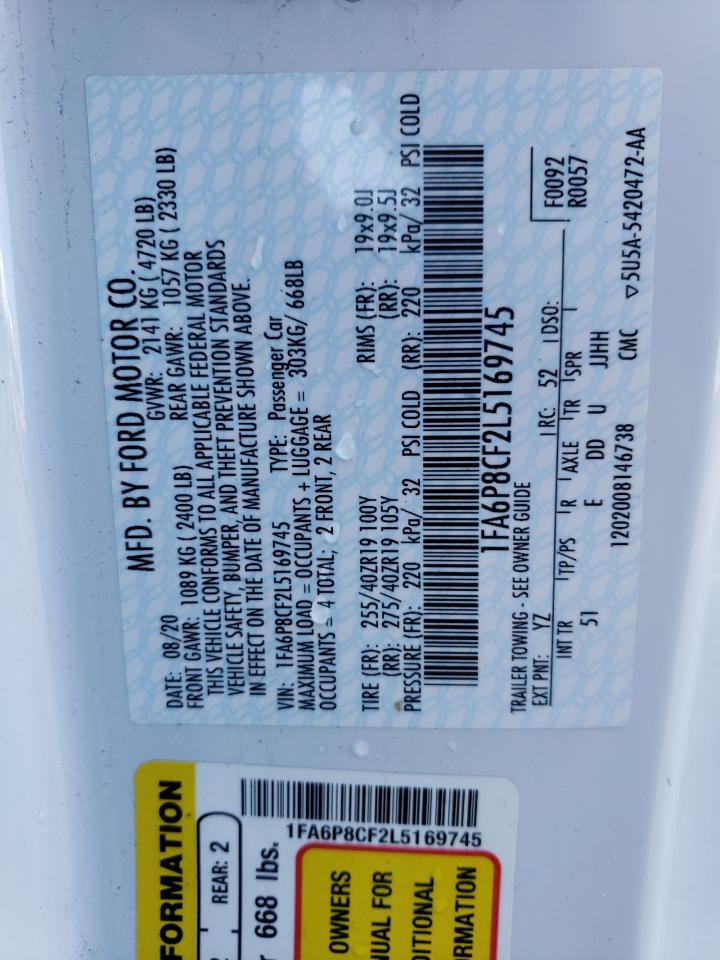 MFD. BY FORD MOTOR CO.
DATE: 08/20 GVWR: 2141 KG ( 4720 LB)
FRONT GAWR: 1089 KG ( 2400 LB) REAR GAWR: 1057 KG ( 2330 LB)
THIS VEHICLE CONFORMS TO ALL APPLICABLE FEDERAL MOTOR
VEHICLE SAFETY, BUMPER, AND THEFT PREVENTION STANDARDS
IN EFFECT ON THE DATE OF MANUFACTURE SHOWN ABOVE.
VIN: 1FA6P8CF2L5169745 TYPE: Passenger Car
MAXIMUM LOAD = OCCUPANTS + LUGGAGE = 303KG/ 668LB
OCCUPANTS = 4 TOTAL; 2 FRONT, 2 REAR
TIRE (FR): 255/40ZR19 100Y RIMS (FR): 19x9.0J
(RR): 275/40ZR19 105Y (RR): 19x9.5J
PRESSURE (FR): 220 kPa/ 32 PSI COLD (RR): 220 kPa/ 32 PSI COLD
1FA6P8CF2L5169745
TRAILER TOWING - SEE OWNER GUIDE
EXT PNT: YZ RC: 52 DSO: F0092
R0057
INT TR TP/PS R AXLE TR SPR
51 E DD U JJHH
1202008146738 CMC ▽5U5A-5420472-AA
FORMATION
REAR: 2
668 lbs.
1FA6P8CF2L5169745
OWNERS
NUAL FOR
DITIONAL
RMATION